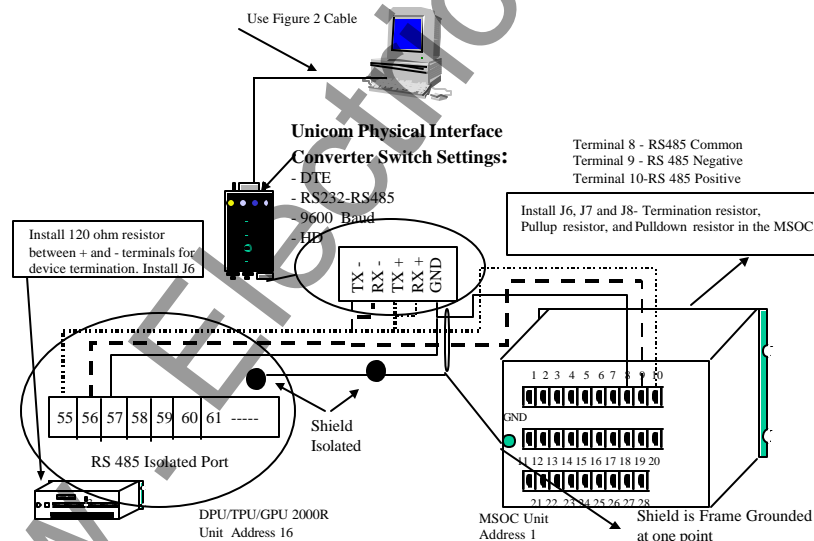 Use Figure 2 Cable
Unicom Physical Interface
Converter Switch Settings:
- DTE
- RS232-RS485
- 9600 Baud
- HD
Terminal 8 - RS485 Common
Terminal 9 - RS 485 Negative
Terminal 10-RS 485 Positive
Install J6, J7 and J8- Termination resistor,
Pullup resistor, and Pulldown resistor in the MSOC
Install 120 ohm resistor
between + and - terminals for
device termination. Install J6
TX -
RX -
TX +
RX +
GND
1 2 3 4 5 6 7 8 9 10
GND
11 12 13 14 15 16 17 18 19 20
21 22 23 24 25 26 27 28
55 56 57 58 59 60 61 -----
Shield
Isolated
RS 485 Isolated Port
DPU/TPU/GPU 2000R
Unit Address 16
MSOC Unit
Address 1
Shield is Frame Grounded
at one point
w. Electrio